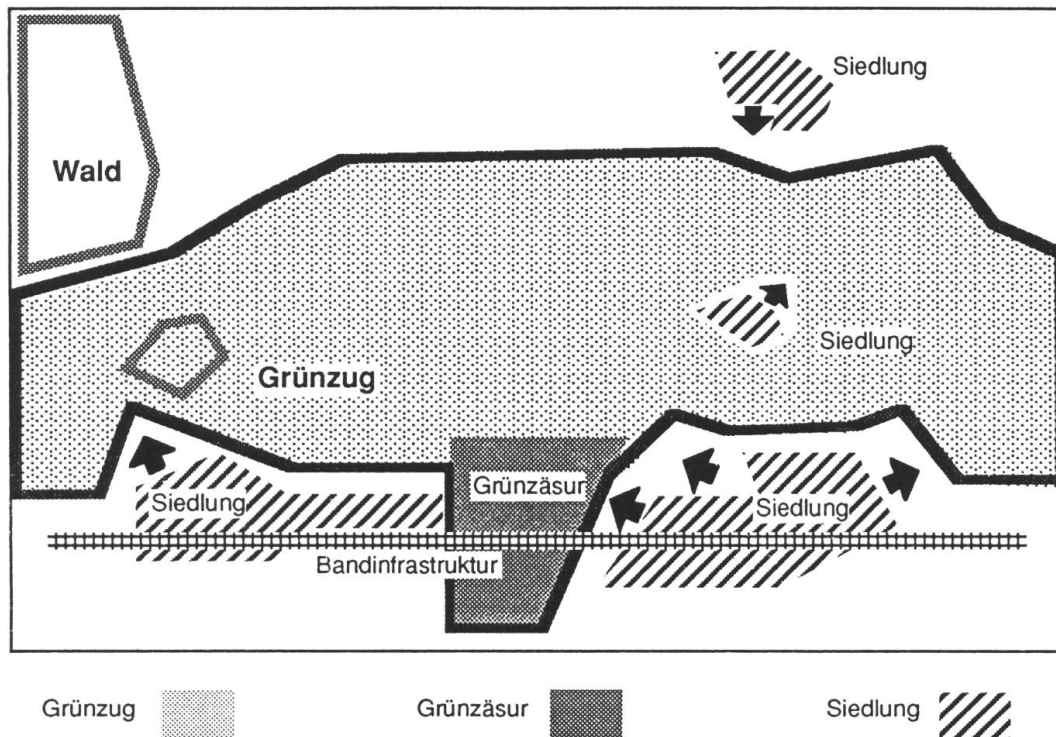 Siedlung
Wald
Siedlung
Grünzug
Grünzäsur
Siedlung
Siedlung
Bandinfrastruktur
Grünzug
Grünzäsur
Siedlung